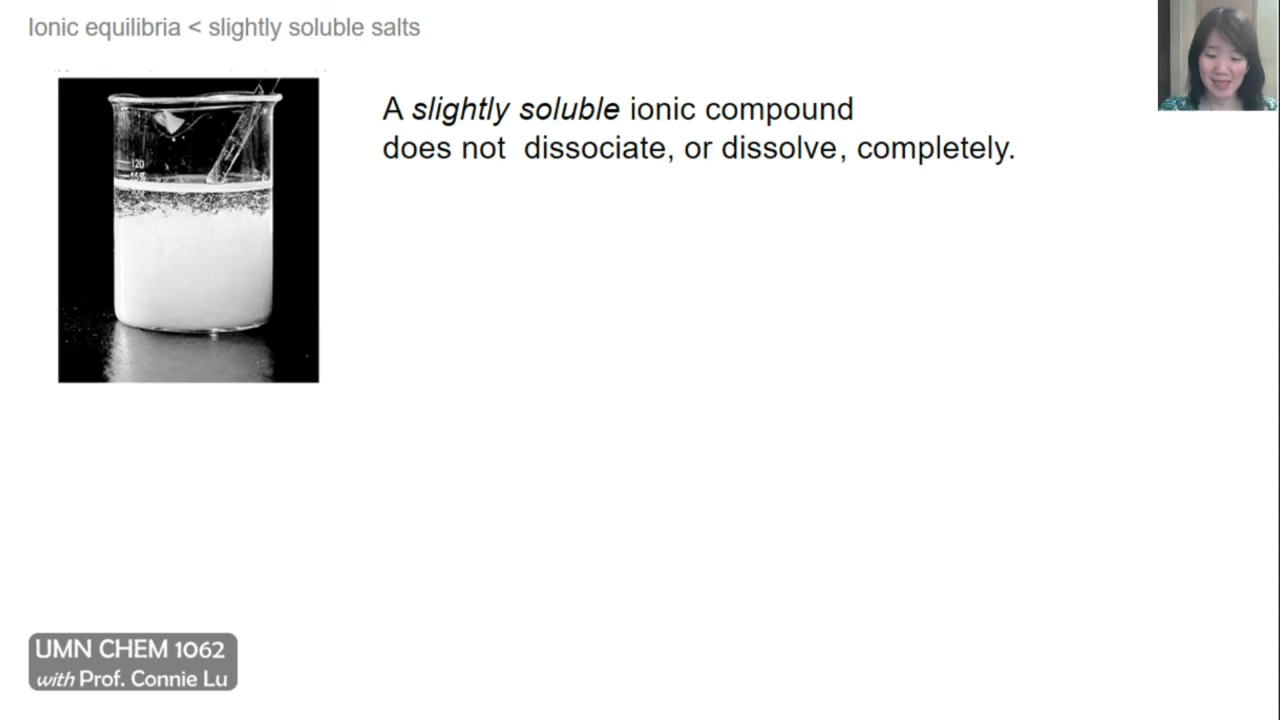 Ionic equilibria < slightly soluble salts
A slightly soluble ionic compound
does not  dissociate, or dissolve, completely.
120
UMN CHEM 1062
with Prof. Connie Lu